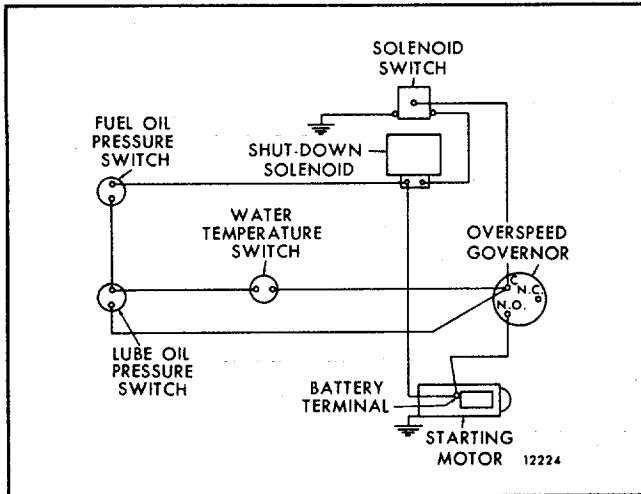 SOLENOID
SWITCH
FUEL OIL
PRESSURE
SWITCH
SHUT-DOWN
SOLENOID
WATER
TEMPERATURE
SWITCH
OVERSPEED
GOVERNOR
C
N.C.
N.O.
LUBE OIL
PRESSURE
SWITCH
BATTERY
TERMINAL
STARTING
MOTOR
12224